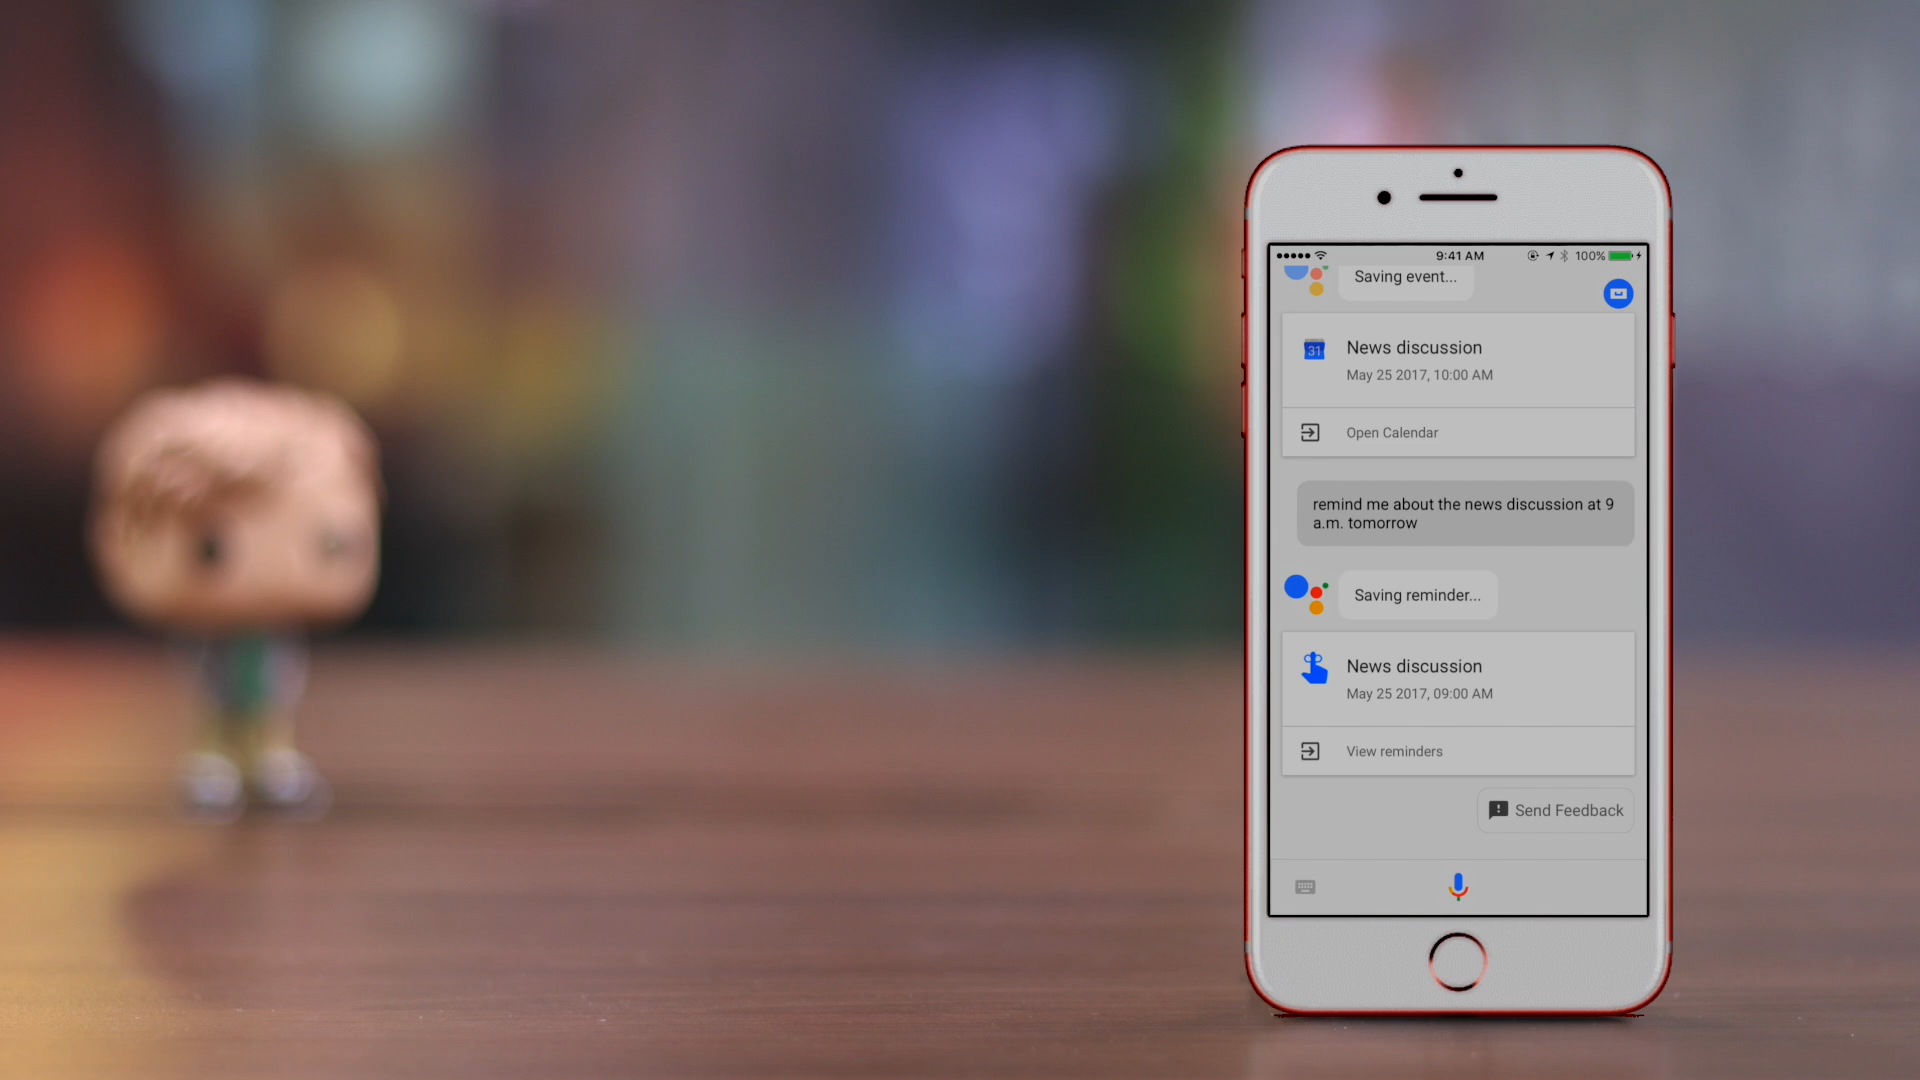 9:41 AM 100%
Saving event...
31
News discussion
May 25 2017, 10:00 AM
Open Calendar
remind me about the news discussion at 9
a.m. tomorrow
Saving reminder...
News discussion
May 25 2017, 09:00 AM
View reminders
Send Feedback